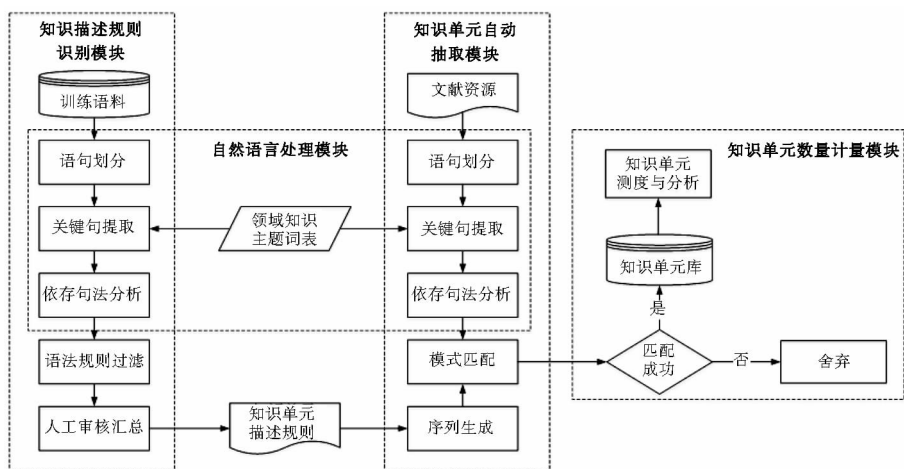 知识描述规则
识别模块
训练语料
语句划分
关键句提取
依存句法分析
语法规则过滤
人工审核汇总
自然语言处理模块
领域知识
主题词表
知识单元
描述规则
知识单元自动
抽取模块
文献资源
语句划分
关键句提取
依存句法分析
模式匹配
序列生成
知识单元数量计量模块
知识单元
测度与分析
知识单元库
是
匹配
成功
否
舍弃